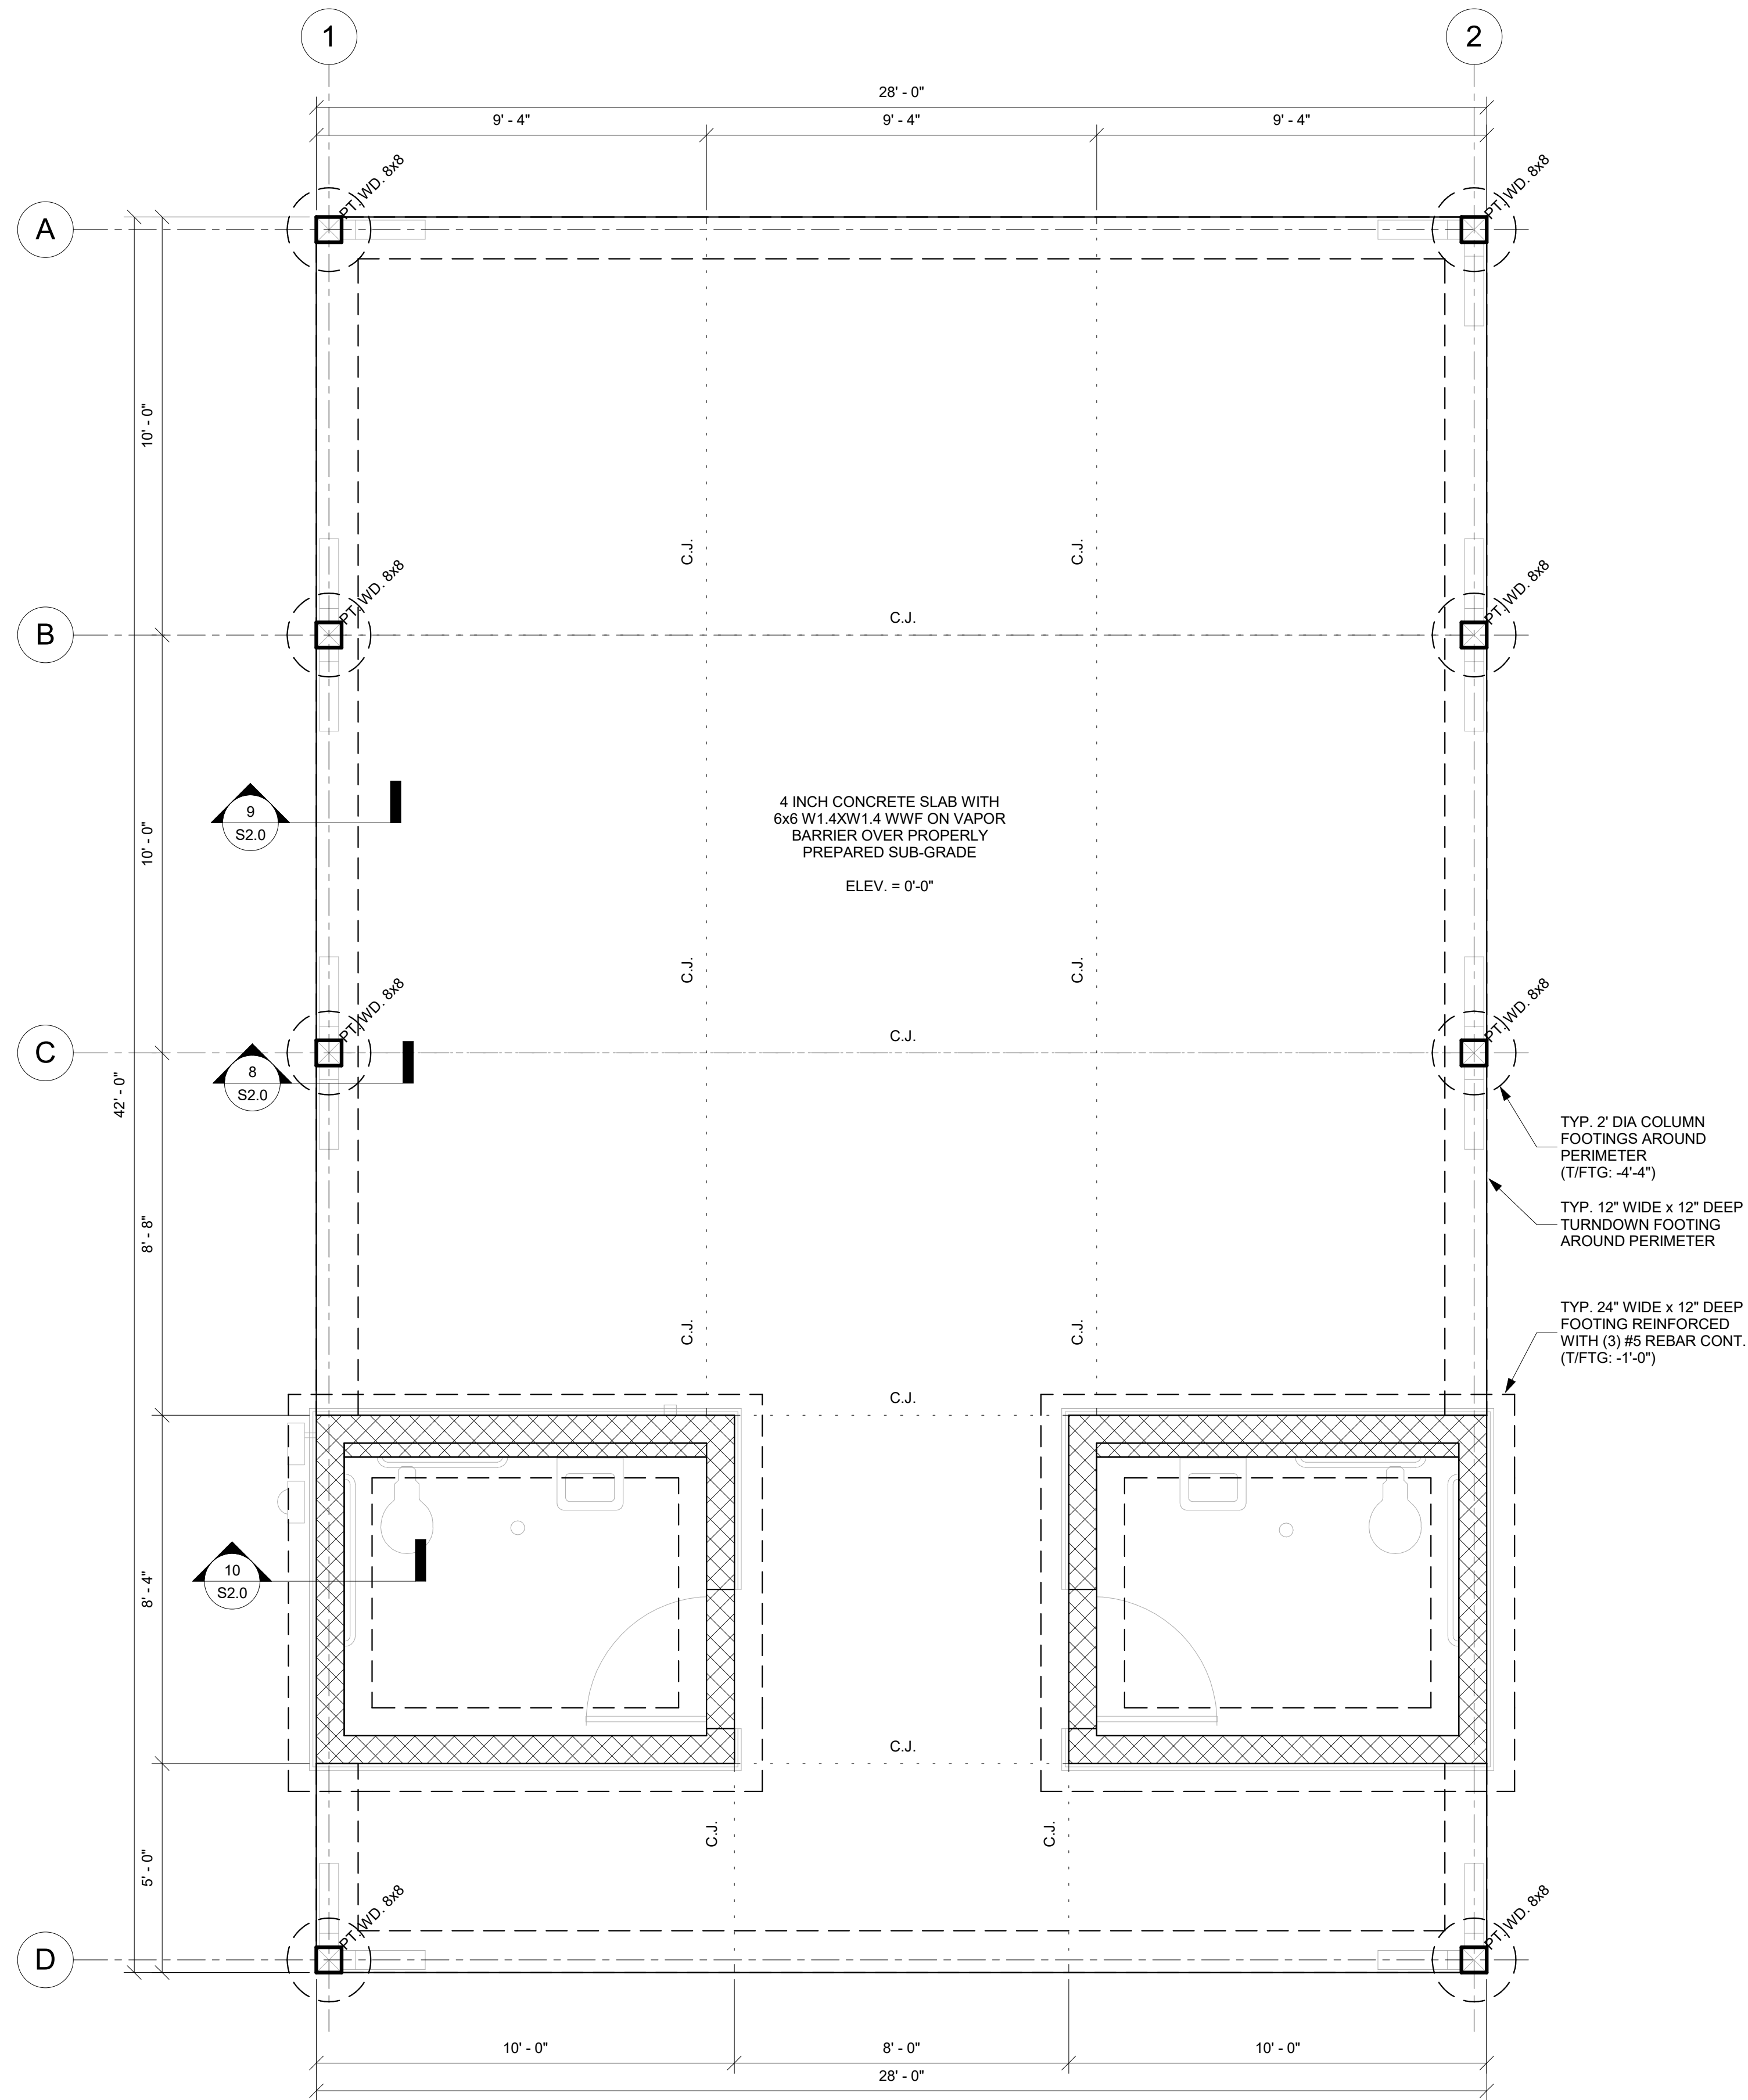 1
2
28' - 0"
9' - 4"
9' - 4"
9' - 4"
PT. WD. 8x8
PT. WD. 8x8
A
10' - 0"
C.J.
C.J.
PT. WD. 8x8
PT. WD. 8x8
B
C.J.
9
S2.0
10' - 0"
4 INCH CONCRETE SLAB WITH
6x6 W1.4XW1.4 WWF ON VAPOR
BARRIER OVER PROPERLY
PREPARED SUB-GRADE
ELEV. = 0'-0"
C.J.
C.J.
PT. WD. 8x8
PT. WD. 8x8
C
C.J.
8
S2.0
42' - 0"
TYP. 2' DIA COLUMN
FOOTINGS AROUND
PERIMETER
(T/FTG: -4'-4")
TYP. 12" WIDE x 12" DEEP
TURNDOWN FOOTING
AROUND PERIMETER
8' - 8"
C.J.
C.J.
TYP. 24" WIDE x 12" DEEP
FOOTING REINFORCED
WITH (3) #5 REBAR CONT.
(T/FTG: -1'-0")
C.J.
10
S2.0
8' - 4"
C.J.
C.J.
C.J.
5' - 0"
PT. WD. 8x8
PT. WD. 8x8
D
10' - 0"
8' - 0"
10' - 0"
28' - 0"